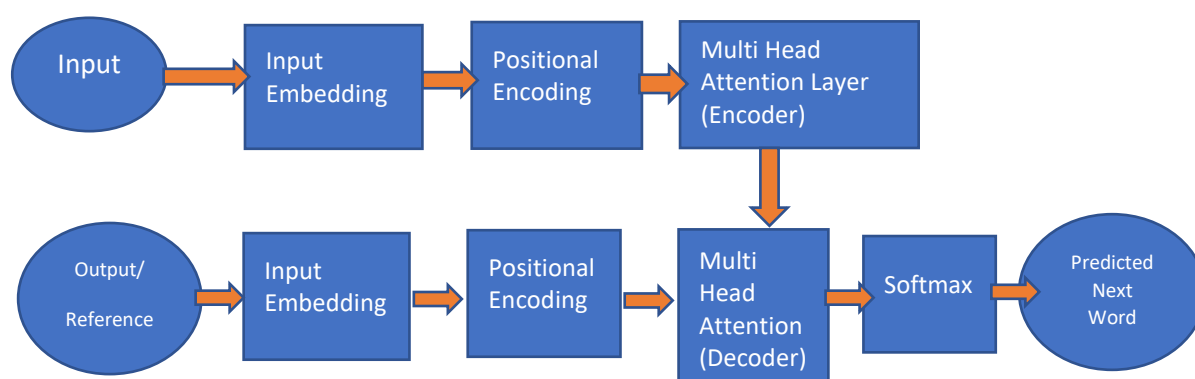 Input
Input
Embedding
Positional
Encoding
Multi Head
Attention Layer
(Encoder)
Output/
Reference
Input
Embedding
Positional
Encoding
Multi
Head
Attention
(Decoder)
Softmax
Predicted
Next
Word